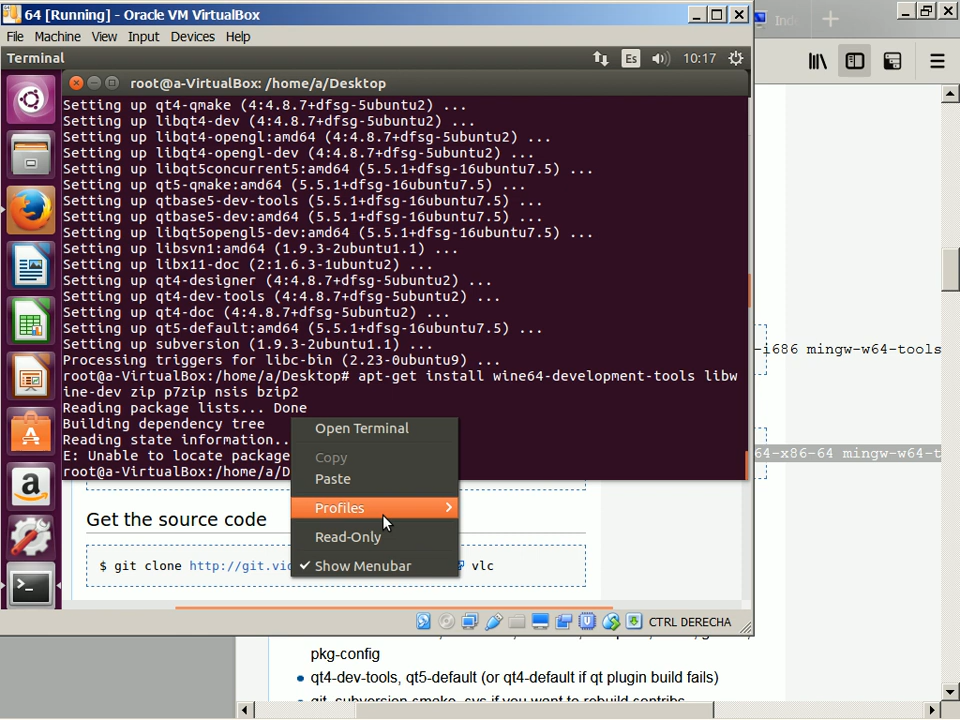 64 [Running] - Oracle VM VirtualBox
Inde
File Machine View Input Devices Help
Terminal
Es
10:17
root@a-VirtualBox: /home/a/Desktop
Setting up qt4-qmake (4:4.8.7+dfsg-5ubuntu2) ...
Setting up libqt4-dev (4:4.8.7+dfsg-5ubuntu2) ...
Setting up libqt4-opengl:amd64 (4:4.8.7+dfsg-5ubuntu2) ...
Setting up libqt4-opengl-dev (4:4.8.7+dfsg-5ubuntu2) ...
Setting up libqt5concurrent5:amd64 (5.5.1+dfsg-16ubuntu7.5) ...
Setting up qt5-qmake:amd64 (5.5.1+dfsg-16ubuntu7.5) ...
Setting up qtbase5-dev-tools (5.5.1+dfsg-16ubuntu7.5) ...
Setting up qtbase5-dev:amd64 (5.5.1+dfsg-16ubuntu7.5) ...
Setting up libqt5opengl5-dev:amd64 (5.5.1+dfsg-16ubuntu7.5) ...
Setting up libsvn1:amd64 (1.9.3-2ubuntu1.1) ...
Setting up libx11-doc (2:1.6.3-1ubuntu2) ...
Setting up qt4-designer (4:4.8.7+dfsg-5ubuntu2) ...
Setting up qt4-dev-tools (4:4.8.7+dfsg-5ubuntu2) ...
Setting up qt4-doc (4:4.8.7+dfsg-5ubuntu2) ...
Setting up qt5-default:amd64 (5.5.1+dfsg-16ubuntu7.5) ...
Setting up subversion (1.9.3-2ubuntu1.1) ...
Processing triggers for libc-bin (2.23-0ubuntu9) ...
root@a-VirtualBox:/home/a/Desktop# apt-get install wine64-development-tools libw
ine-dev zip p7zip nsis bzip2
Reading package lists... Done
Building dependency tree
Reading state information..
E: Unable to locate package
root@a-VirtualBox:/home/a/D
Open Terminal
Copy
Paste
Profiles
Read-Only
Show Menubar
-i686 mingw-w64-tools
64-x86-64 mingw-w64-t
Get the source code
$ git clone http://git.vi vlc
CTRL DERECHA
pkg-config
qt4-dev-tools, qt5-default (or qt4-default if qt plugin build fails)